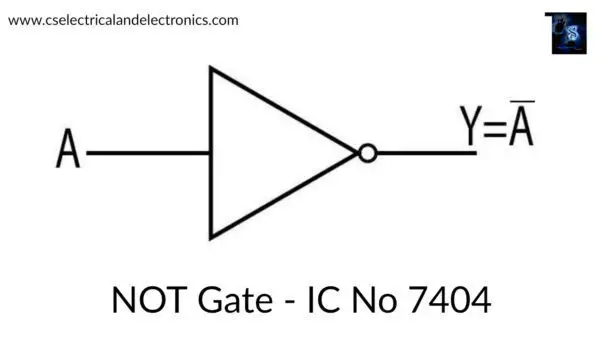 www.cselectricalandelectronics.com
A
Y=A̅
NOT Gate - IC No 7404